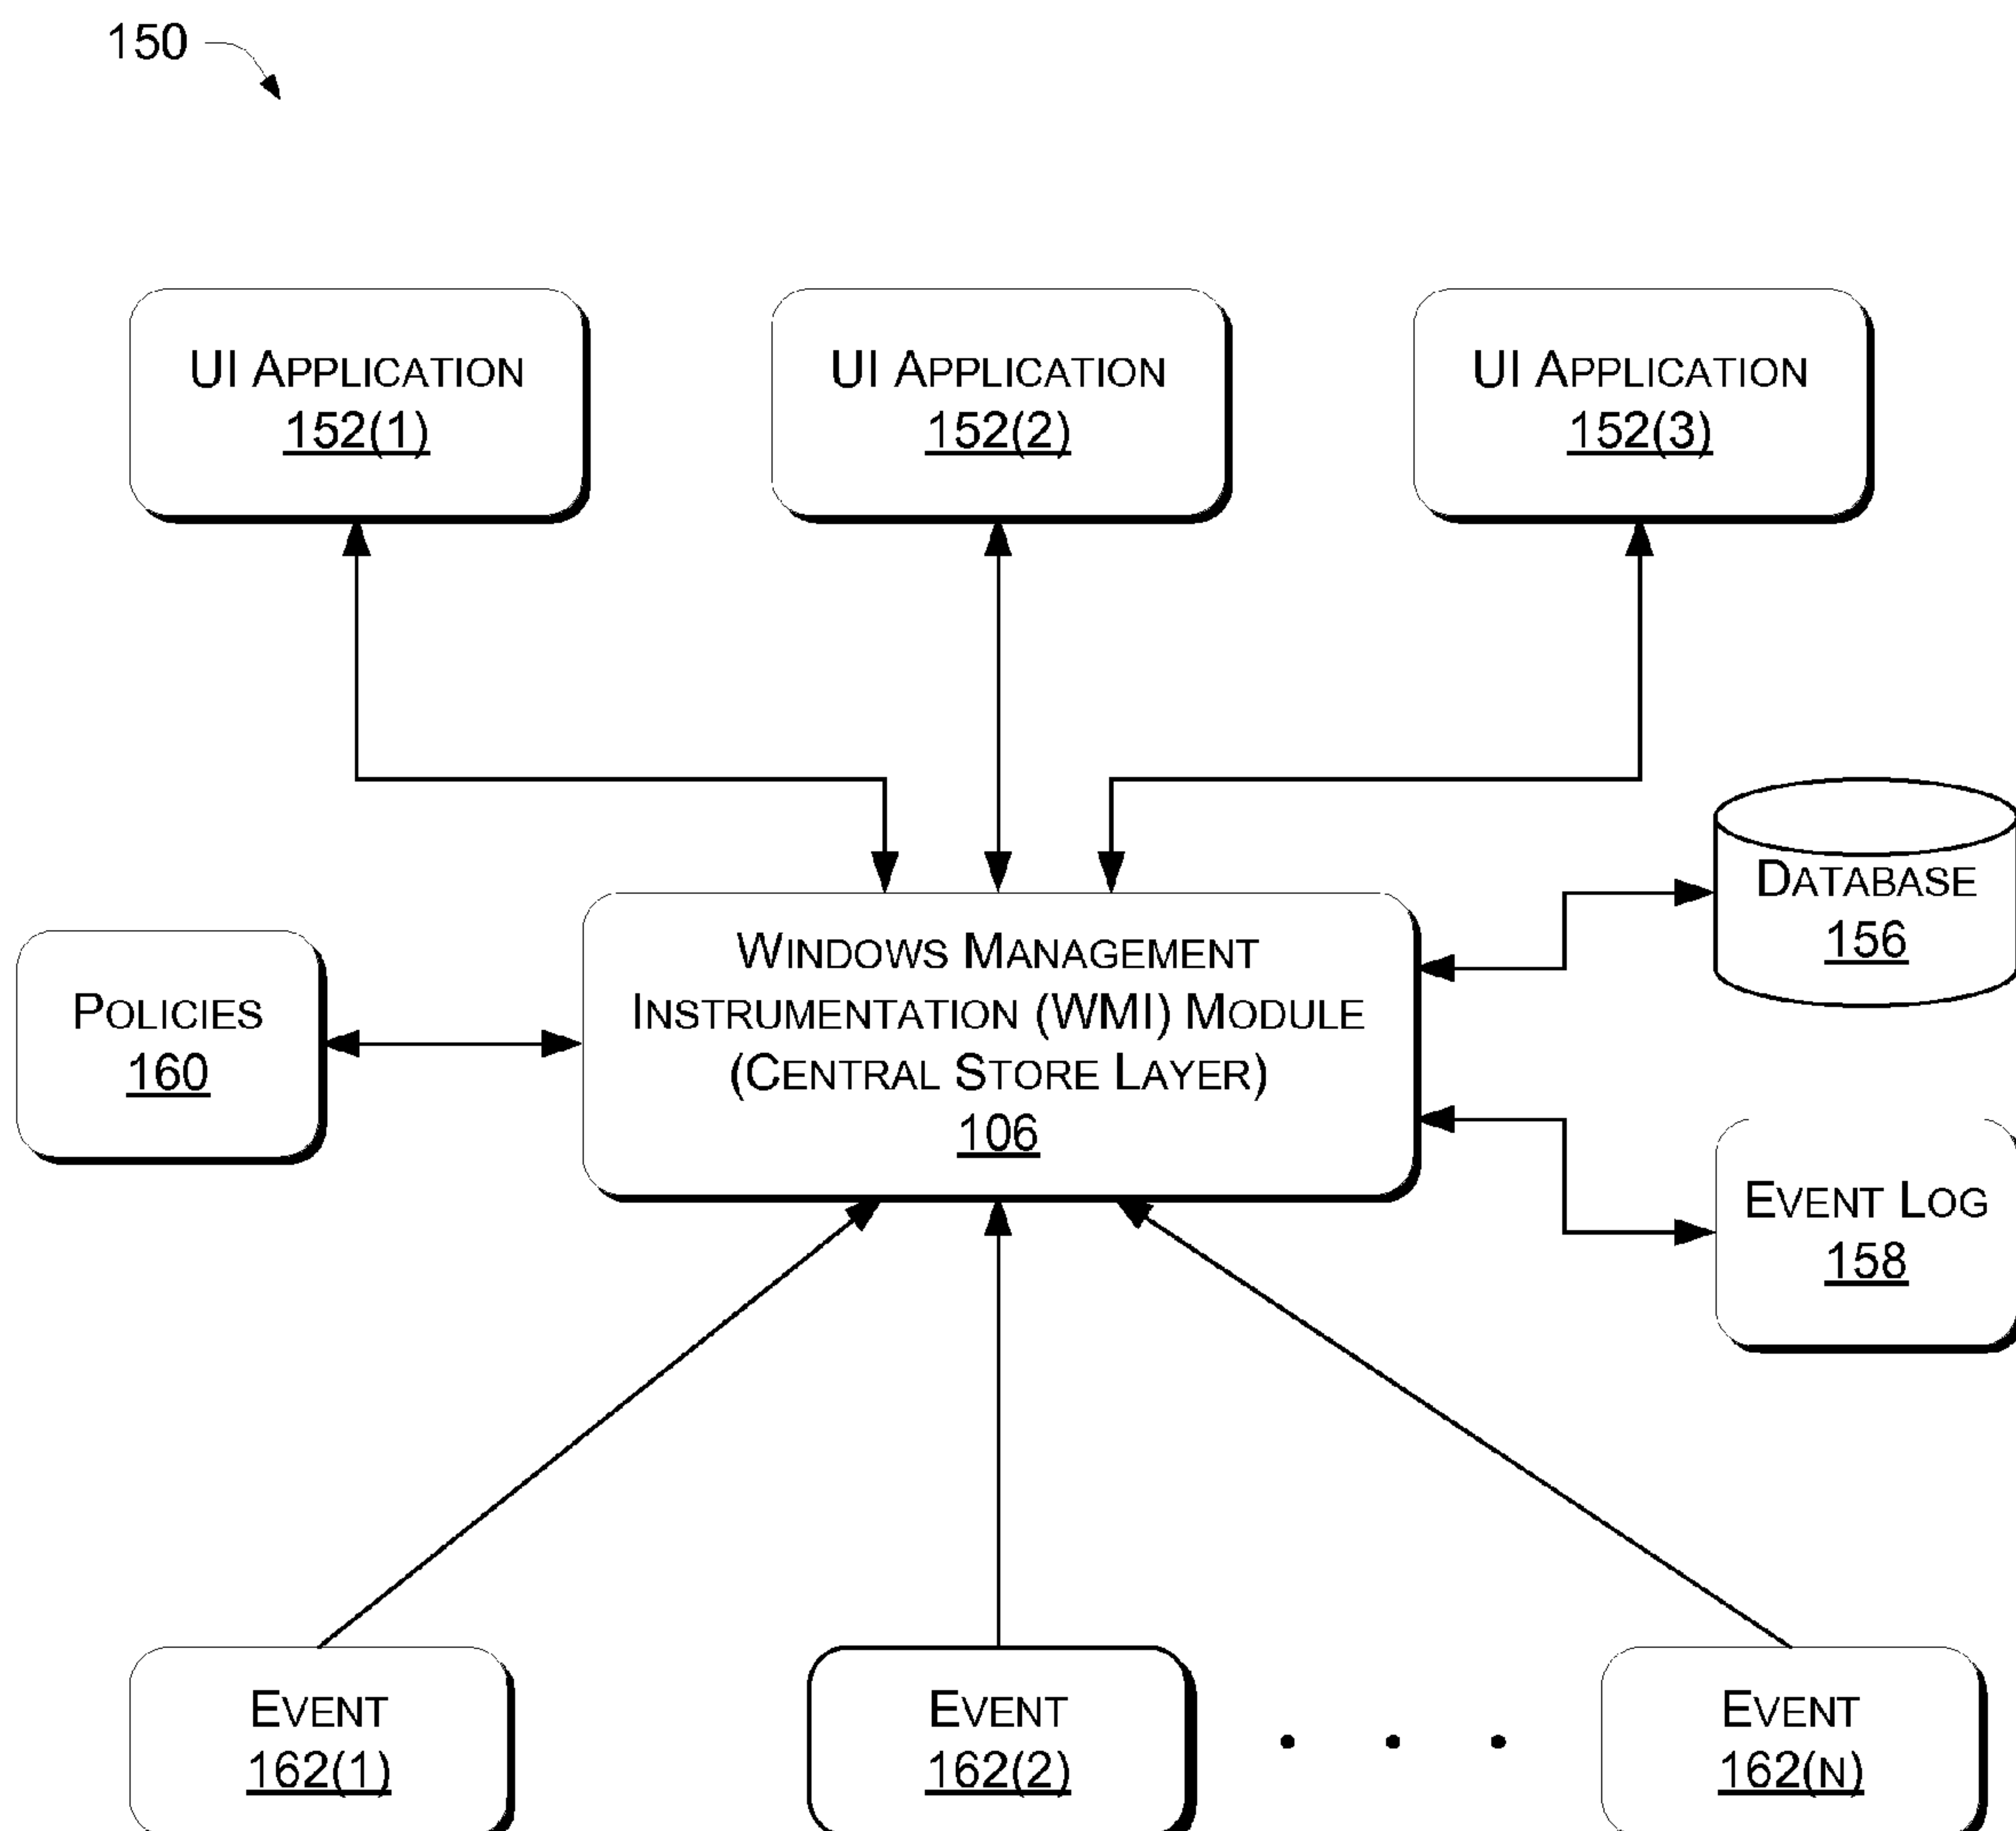 150
UI APPLICATION
152(1)
UI APPLICATION
152(2)
UI APPLICATION
152(3)
DATABASE
156
WINDOWS MANAGEMENT
INSTRUMENTATION (WMI) MODULE
(CENTRAL STORE LAYER)
106
POLICIES
160
EVENT LOG
158
EVENT
162(1)
EVENT
162(2)
. . .
EVENT
162(N)